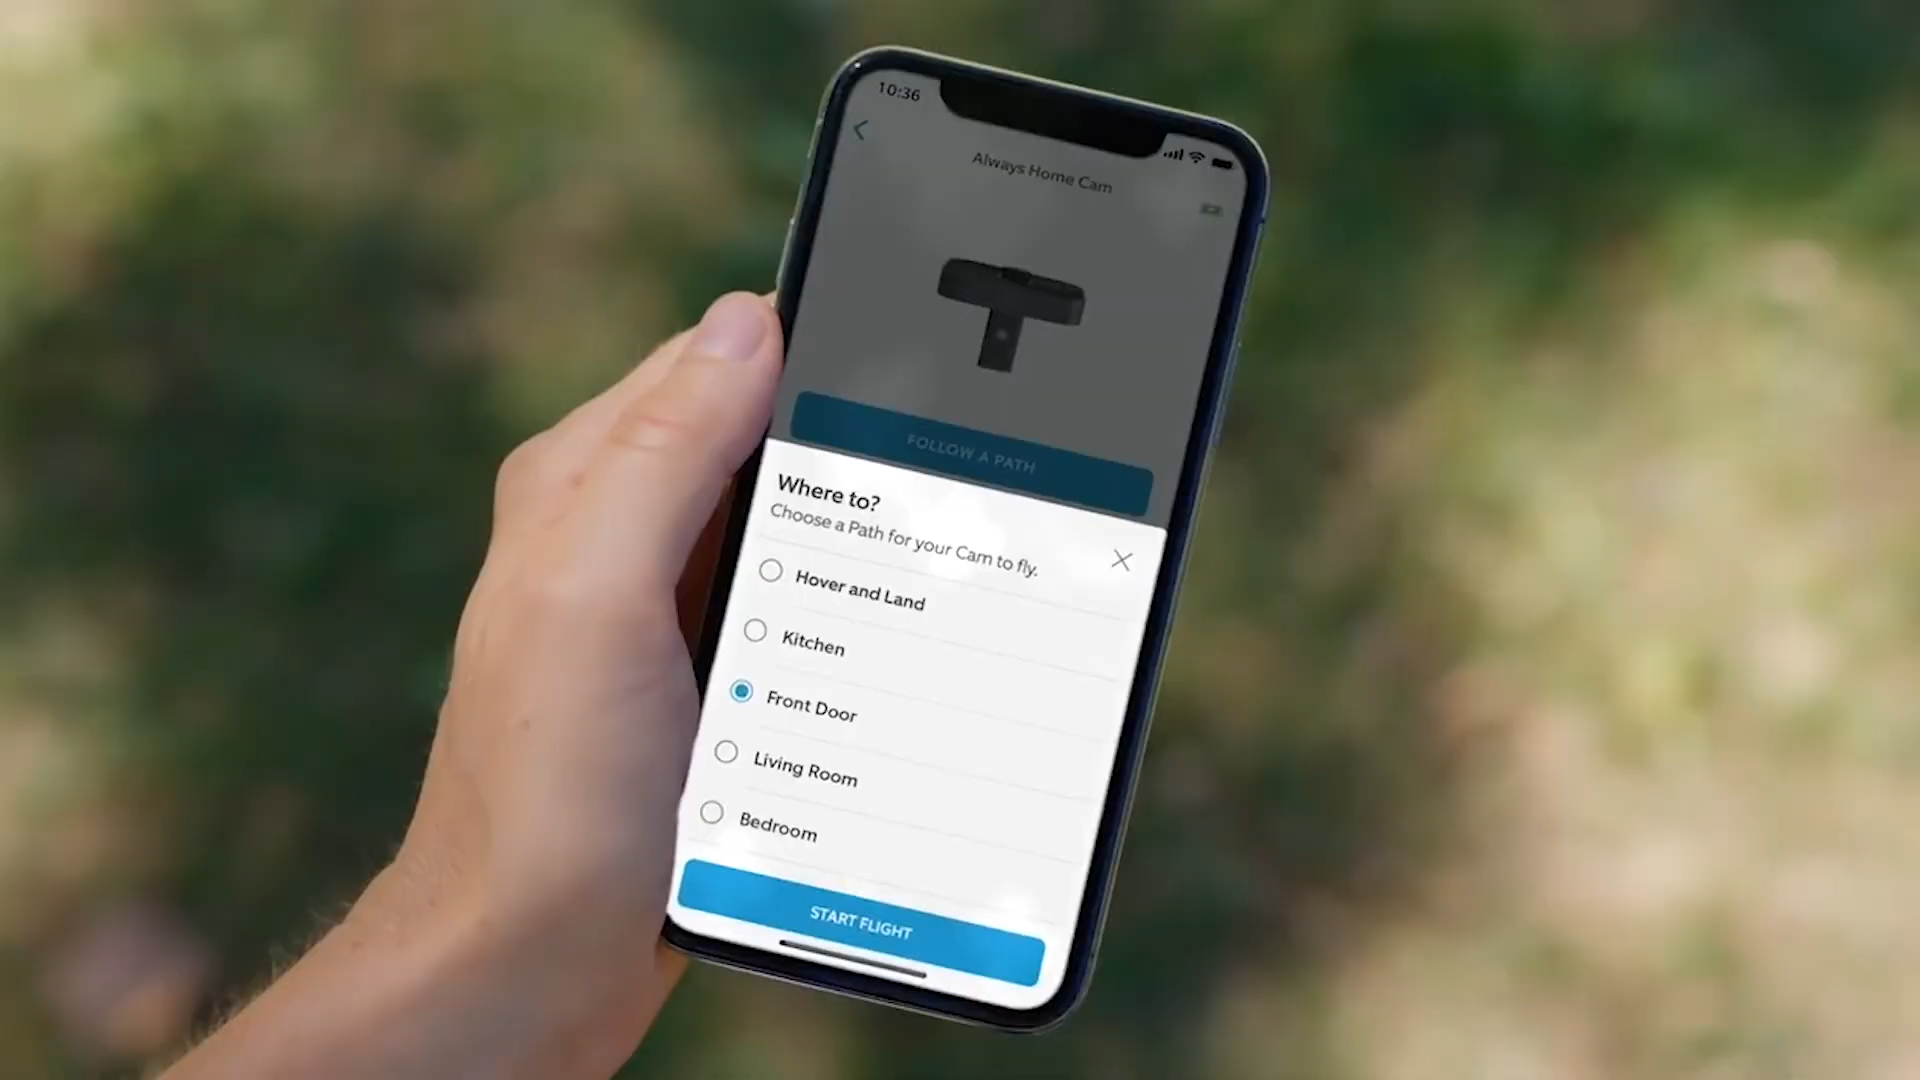 10:36
Always Home Cam
FOLLOW A PATH
Where to?
Choose a Path for your Cam to fly.
Hover and Land
Kitchen
Front Door
Living Room
Bedroom
START FLIGHT